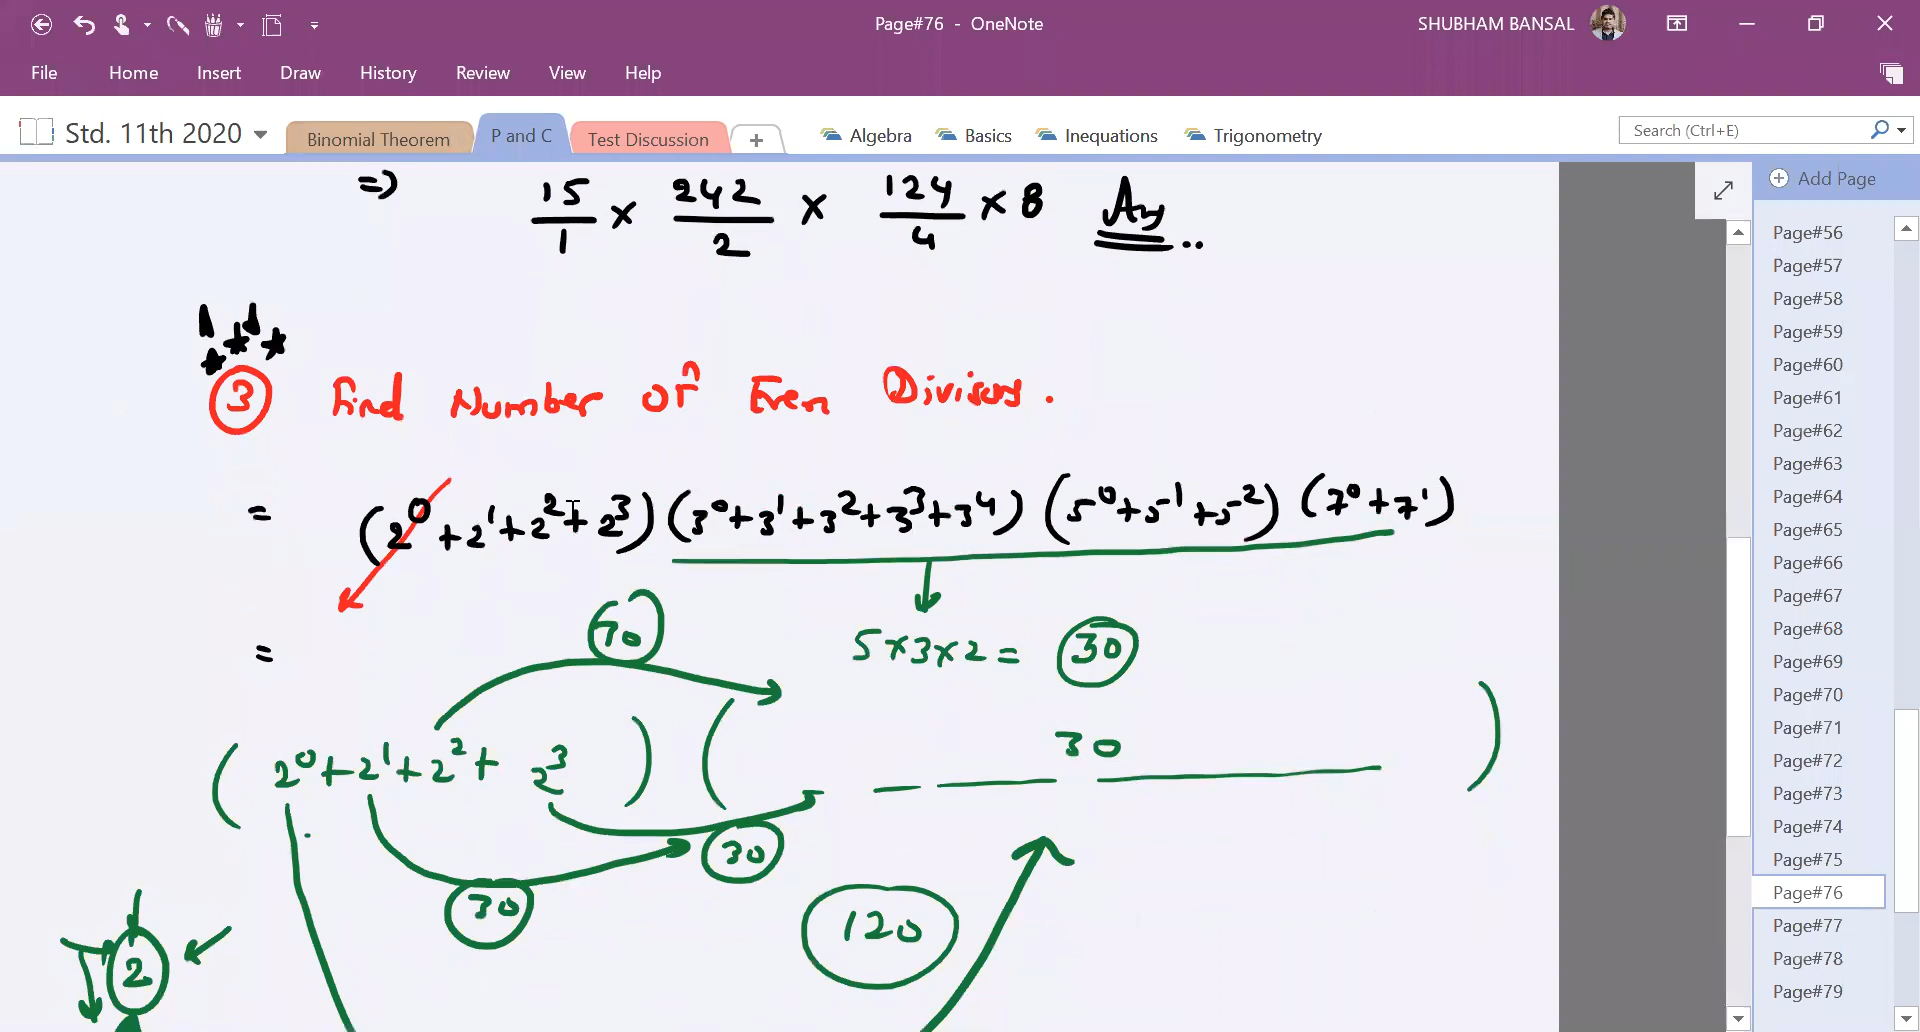 Page#76 - OneNote
SHUBHAM BANSAL
File Home Insert Draw History Review View Help
Std. 11th 2020
Binomial Theorem
P and C
Test Discussion
+
Algebra
Basics
Inequations
Trigonometry
Search (Ctrl+E)
Add Page
Page#56
Page#57
Page#58
Page#59
Page#60
Page#61
Page#62
Page#63
Page#64
Page#65
Page#66
Page#67
Page#68
Page#69
Page#70
Page#71
Page#72
Page#73
Page#74
Page#75
Page#76
Page#77
Page#78
Page#79
=) 15/1 × 242/2 × 124/4 × 8 Ans ..
③ Find Number of Even Divisors.
= (2⁰ + 2¹ + 2² + 2³) (3⁰ + 3¹ + 3² + 3³ + 3⁴) (5⁰ + 5¹ + 5²) (7⁰ + 7¹)
= 30 5×3×2 = 30
(2⁰ + 2¹ + 2² + 2³) ( 30 )
30
30
120
2